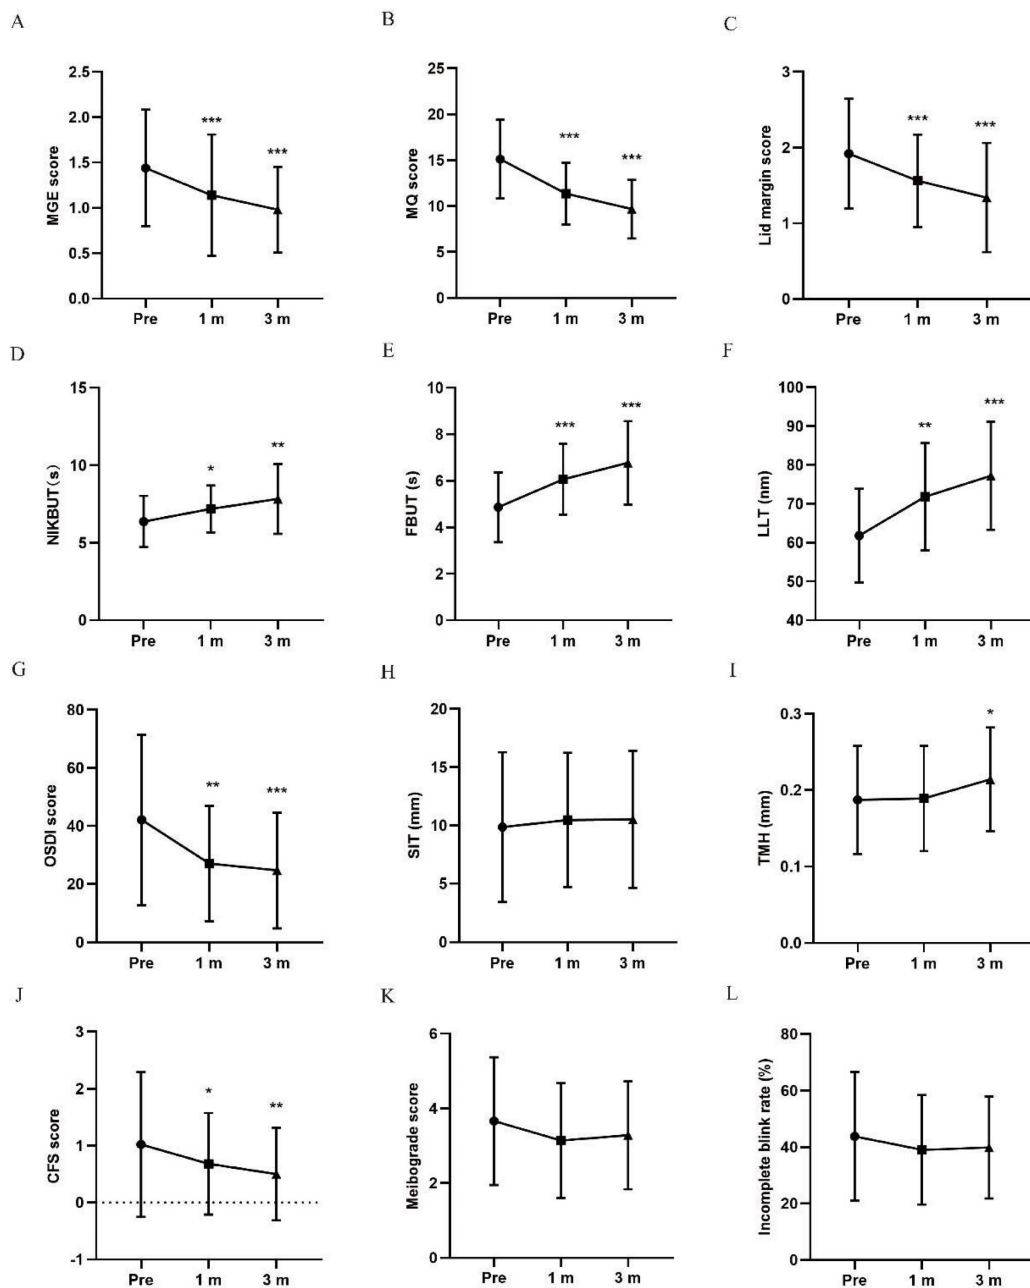 A
B
C
MGE score
2.5
2.0
1.5
1.0
0.5
0.0
***
***
Pre 1 m 3 m
MQ score
25
20
15
10
5
0
***
***
Pre 1 m 3 m
Lid margin score
3
2
1
0
***
***
Pre 1 m 3 m
D
E
F
NIKBUT(s)
15
10
5
0
*
**
Pre 1 m 3 m
FBUT (s)
10
8
6
4
2
0
***
***
Pre 1 m 3 m
LLT (nm)
100
90
80
70
60
50
40
**
***
Pre 1 m 3 m
G
H
I
OSDI score
80
60
40
20
0
**
***
Pre 1 m 3 m
SIT (mm)
20
15
10
5
0
Pre 1 m 3 m
TMH (mm)
0.3
0.2
0.1
0.0
*
Pre 1 m 3 m
J
K
L
CFS score
3
2
1
0
-1
*
**
Pre 1 m 3 m
Meibograde score
6
4
2
0
Pre 1 m 3 m
Incomplete blink rate (%)
80
60
40
20
0
Pre 1 m 3 m